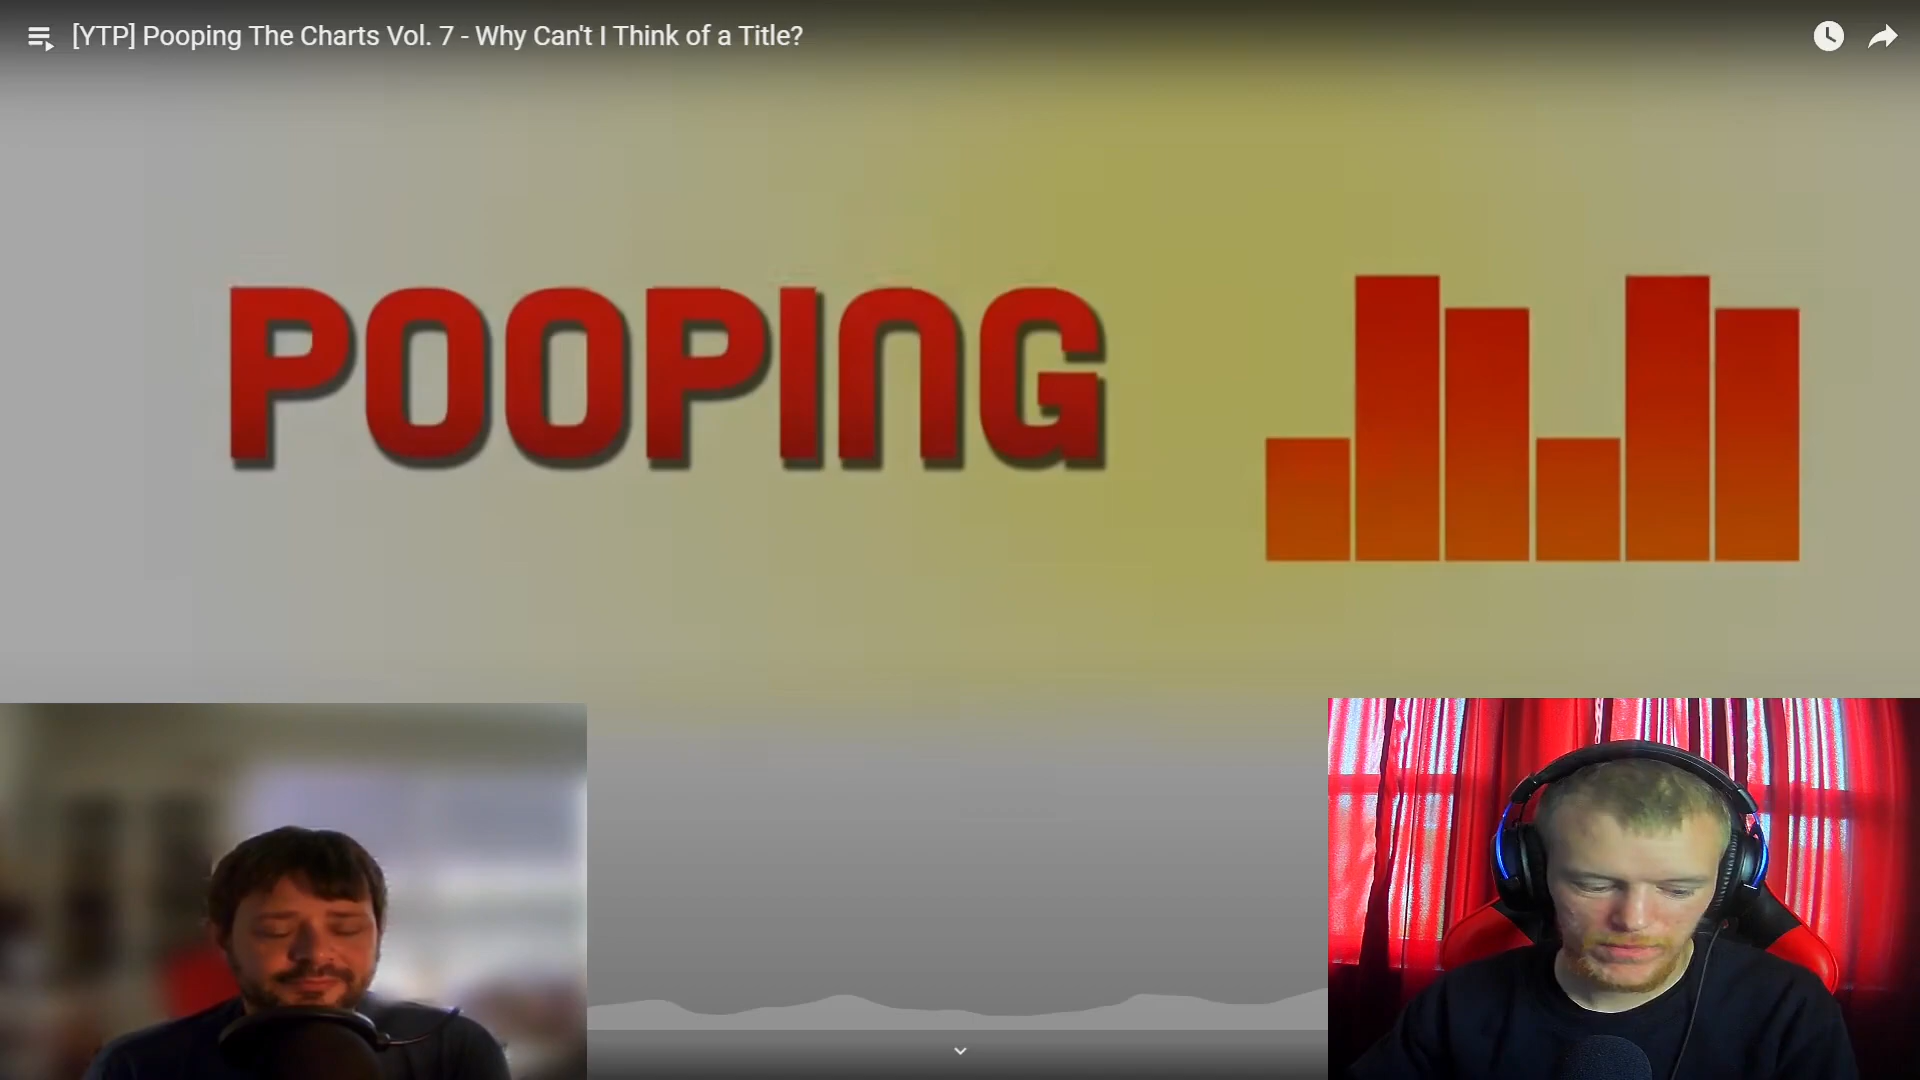 [YTP] Pooping The Charts Vol. 7 - Why Can't I Think of a Title?
POOPING